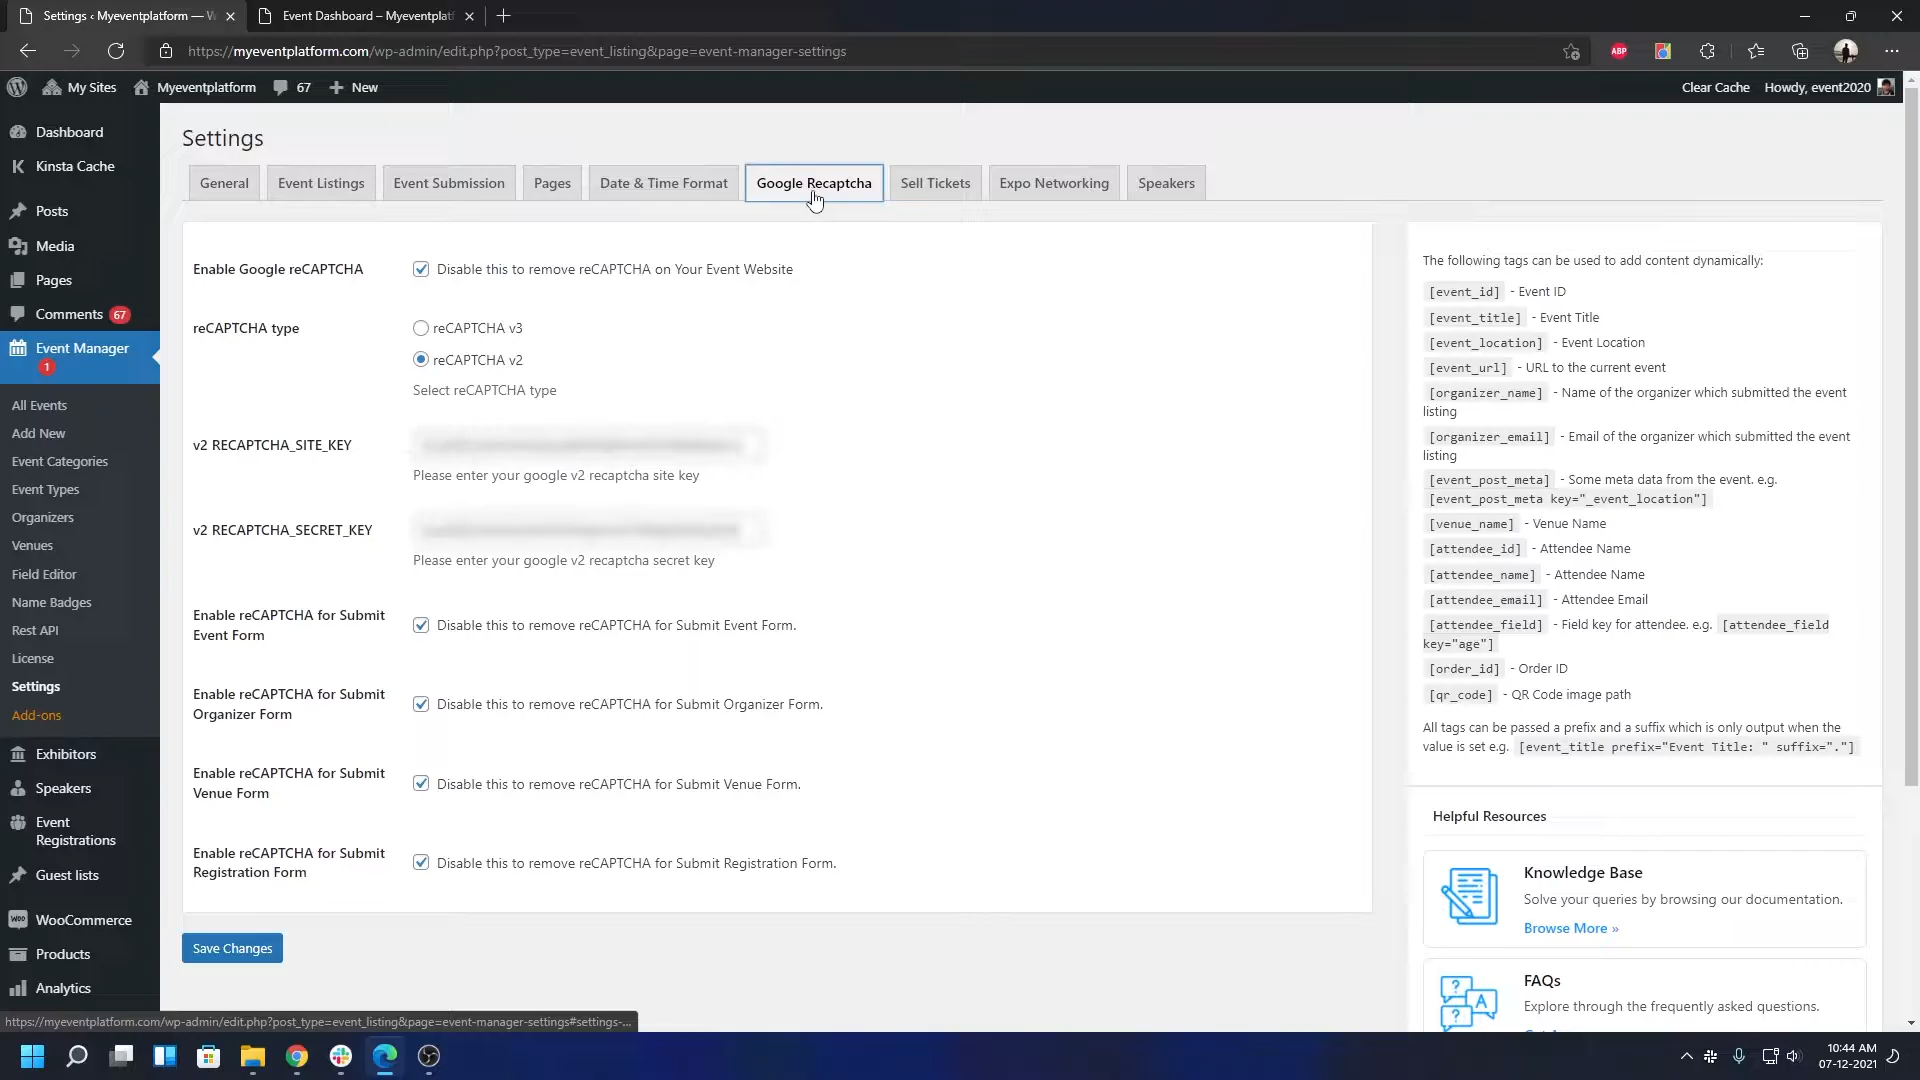 Settings ‹ Myeventplatform — W
Event Dashboard – Myeventplat
https://myeventplatform.com/wp-admin/edit.php?post_type=event_listing&page=event-manager-settings
ABP
My Sites
Myeventplatform
67
New
Clear Cache
Howdy, event2020
Dashboard
Kinsta Cache
Posts
Media
Pages
Comments 67
Event Manager
1
All Events
Add New
Event Categories
Event Types
Organizers
Venues
Field Editor
Name Badges
Rest API
License
Settings
Add-ons
Exhibitors
Speakers
Event
Registrations
Guest lists
WooCommerce
Products
Analytics
Settings
General
Event Listings
Event Submission
Pages
Date & Time Format
Google Recaptcha
Sell Tickets
Expo Networking
Speakers
Enable Google reCAPTCHA
Disable this to remove reCAPTCHA on Your Event Website
reCAPTCHA type
reCAPTCHA v3
reCAPTCHA v2
Select reCAPTCHA type
v2 RECAPTCHA_SITE_KEY
Please enter your google v2 recaptcha site key
v2 RECAPTCHA_SECRET_KEY
Please enter your google v2 recaptcha secret key
Enable reCAPTCHA for Submit
Event Form
Disable this to remove reCAPTCHA for Submit Event Form.
Enable reCAPTCHA for Submit
Organizer Form
Disable this to remove reCAPTCHA for Submit Organizer Form.
Enable reCAPTCHA for Submit
Venue Form
Disable this to remove reCAPTCHA for Submit Venue Form.
Enable reCAPTCHA for Submit
Registration Form
Disable this to remove reCAPTCHA for Submit Registration Form.
Save Changes
The following tags can be used to add content dynamically:
[event_id] - Event ID
[event_title] - Event Title
[event_location] - Event Location
[event_url] - URL to the current event
[organizer_name] - Name of the organizer which submitted the event
listing
[organizer_email] - Email of the organizer which submitted the event
listing
[event_post_meta] - Some meta data from the event. e.g.
[event_post_meta key="_event_location"]
[venue_name] - Venue Name
[attendee_id] - Attendee Name
[attendee_name] - Attendee Name
[attendee_email] - Attendee Email
[attendee_field] - Field key for attendee. e.g. [attendee_field
key="age"]
[order_id] - Order ID
[qr_code] - QR Code image path
All tags can be passed a prefix and a suffix which is only output when the
value is set e.g. [event_title prefix="Event Title: " suffix="."]
Helpful Resources
Knowledge Base
Solve your queries by browsing our documentation.
Browse More »
FAQs
Explore through the frequently asked questions.
https://myeventplatform.com/wp-admin/edit.php?post_type=event_listing&page=event-manager-settings#settings-...
10:44 AM
07-12-2021